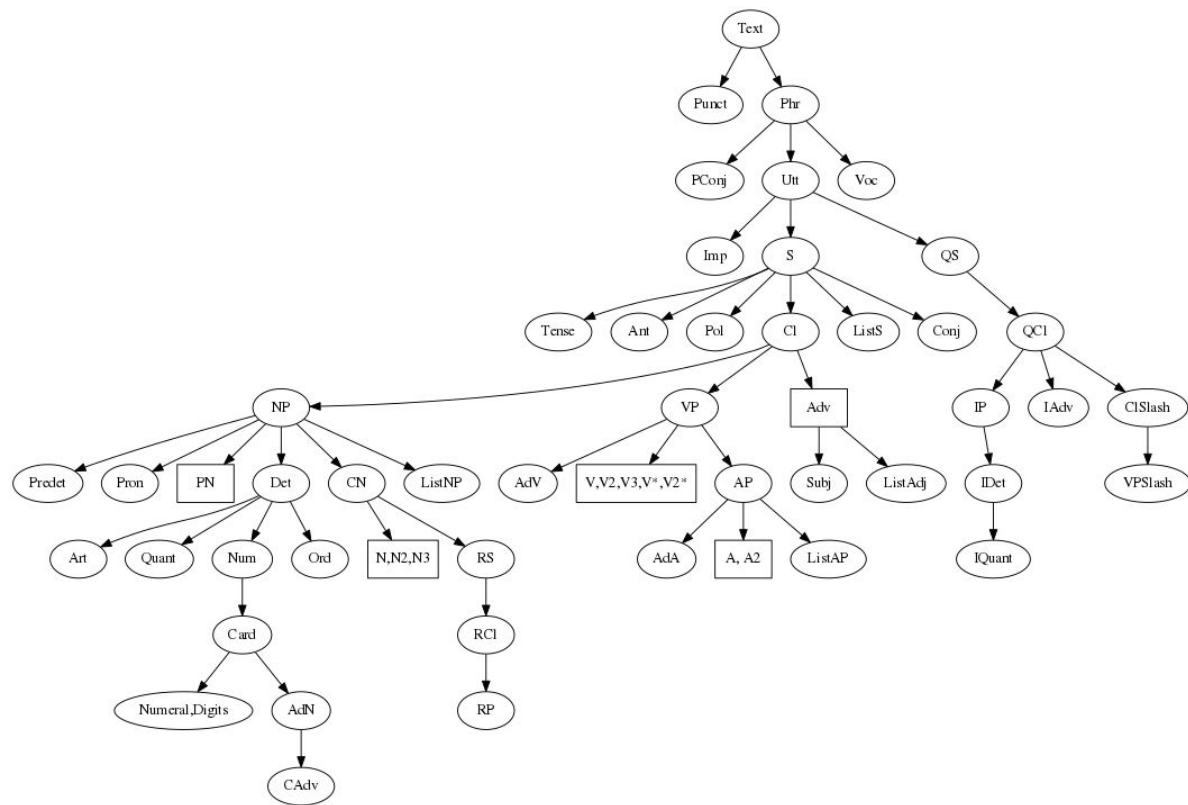 Text
Punct
Phr
PConj
Utt
Voc
Imp
S
QS
Tense
Ant
Pol
Cl
ListS
Conj
QCl
NP
VP
Adv
IP
IAdv
ClSlash
Predet
Pron
PN
Det
CN
ListNP
AdV
V,V2,V3,V*,V2*
AP
Subj
ListAdj
IDet
VPSlash
Art
Quant
Num
Ord
N,N2,N3
RS
AdA
A, A2
ListAP
IQuant
Card
RCl
Numeral,Digits
AdN
RP
CAdv